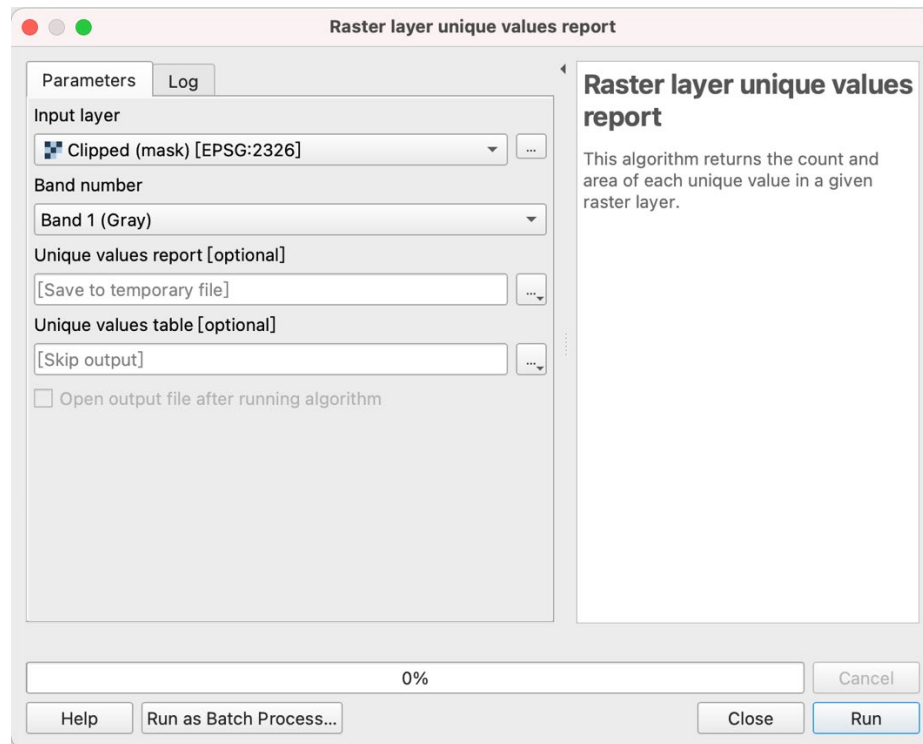 Raster layer unique values report
Parameters
Log
Input layer
Clipped (mask) [EPSG:2326]
...
Band number
Band 1 (Gray)
Unique values report [optional]
[Save to temporary file]
...
Unique values table [optional]
[Skip output]
...
Open output file after running algorithm
Raster layer unique values
report
This algorithm returns the count and
area of each unique value in a given
raster layer.
0%
Cancel
Help
Run as Batch Process...
Close
Run